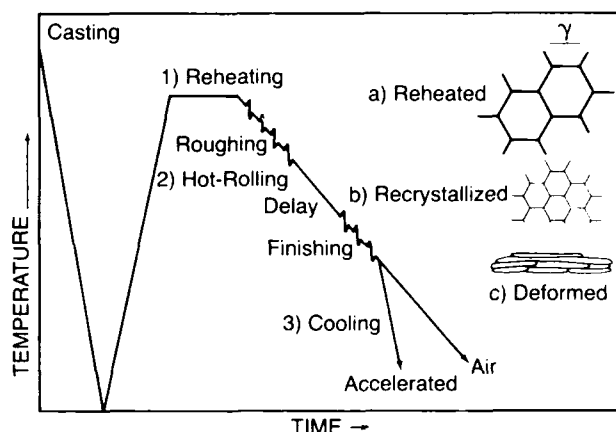 Casting
γ
1) Reheating
a) Reheated
Roughing
2) Hot-Rolling
b) Recrystallized
Delay
Finishing
c) Deformed
3) Cooling
Air
Accelerated
TEMPERATURE →
TIME →